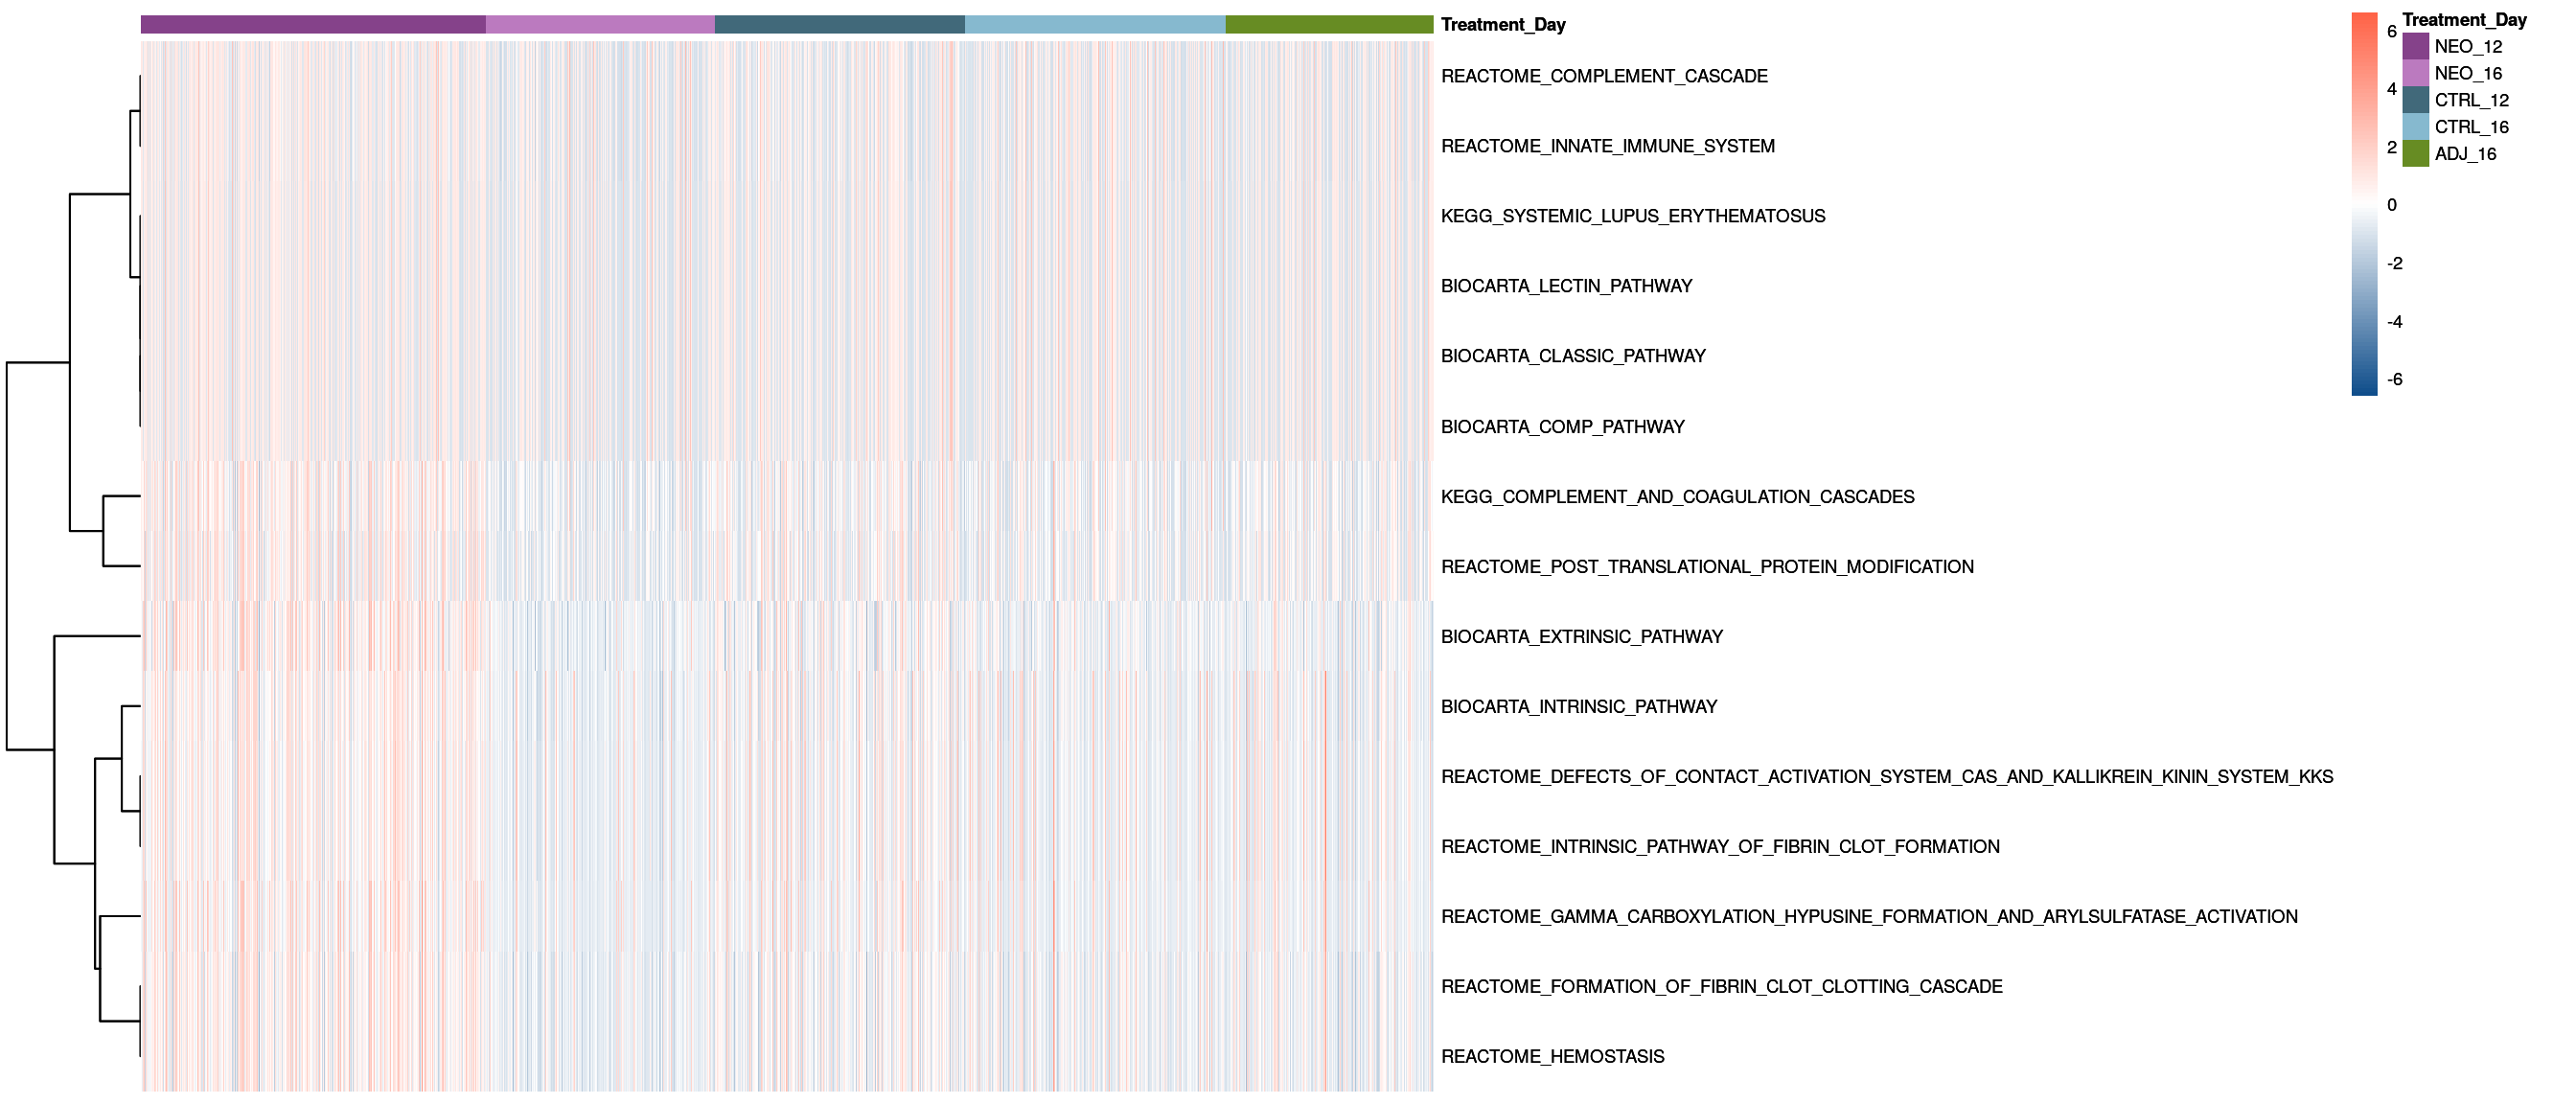 Treatment_Day
REACTOME_COMPLEMENT_CASCADE
REACTOME_INNATE_IMMUNE_SYSTEM
KEGG_SYSTEMIC_LUPUS_ERYTHEMATOSUS
BIOCARTA_LECTIN_PATHWAY
BIOCARTA_CLASSIC_PATHWAY
BIOCARTA_COMP_PATHWAY
KEGG_COMPLEMENT_AND_COAGULATION_CASCADES
REACTOME_POST_TRANSLATIONAL_PROTEIN_MODIFICATION
BIOCARTA_EXTRINSIC_PATHWAY
BIOCARTA_INTRINSIC_PATHWAY
REACTOME_DEFECTS_OF_CONTACT_ACTIVATION_SYSTEM_CAS_AND_KALLIKREIN_KININ_SYSTEM_KKS
REACTOME_INTRINSIC_PATHWAY_OF_FIBRIN_CLOT_FORMATION
REACTOME_GAMMA_CARBOXYLATION_HYPUSINE_FORMATION_AND_ARYLSULFATASE_ACTIVATION
REACTOME_FORMATION_OF_FIBRIN_CLOT_CLOTTING_CASCADE
REACTOME_HEMOSTASIS
6
4
2
0
-2
-4
-6
Treatment_Day
NEO_12
NEO_16
CTRL_12
CTRL_16
ADJ_16